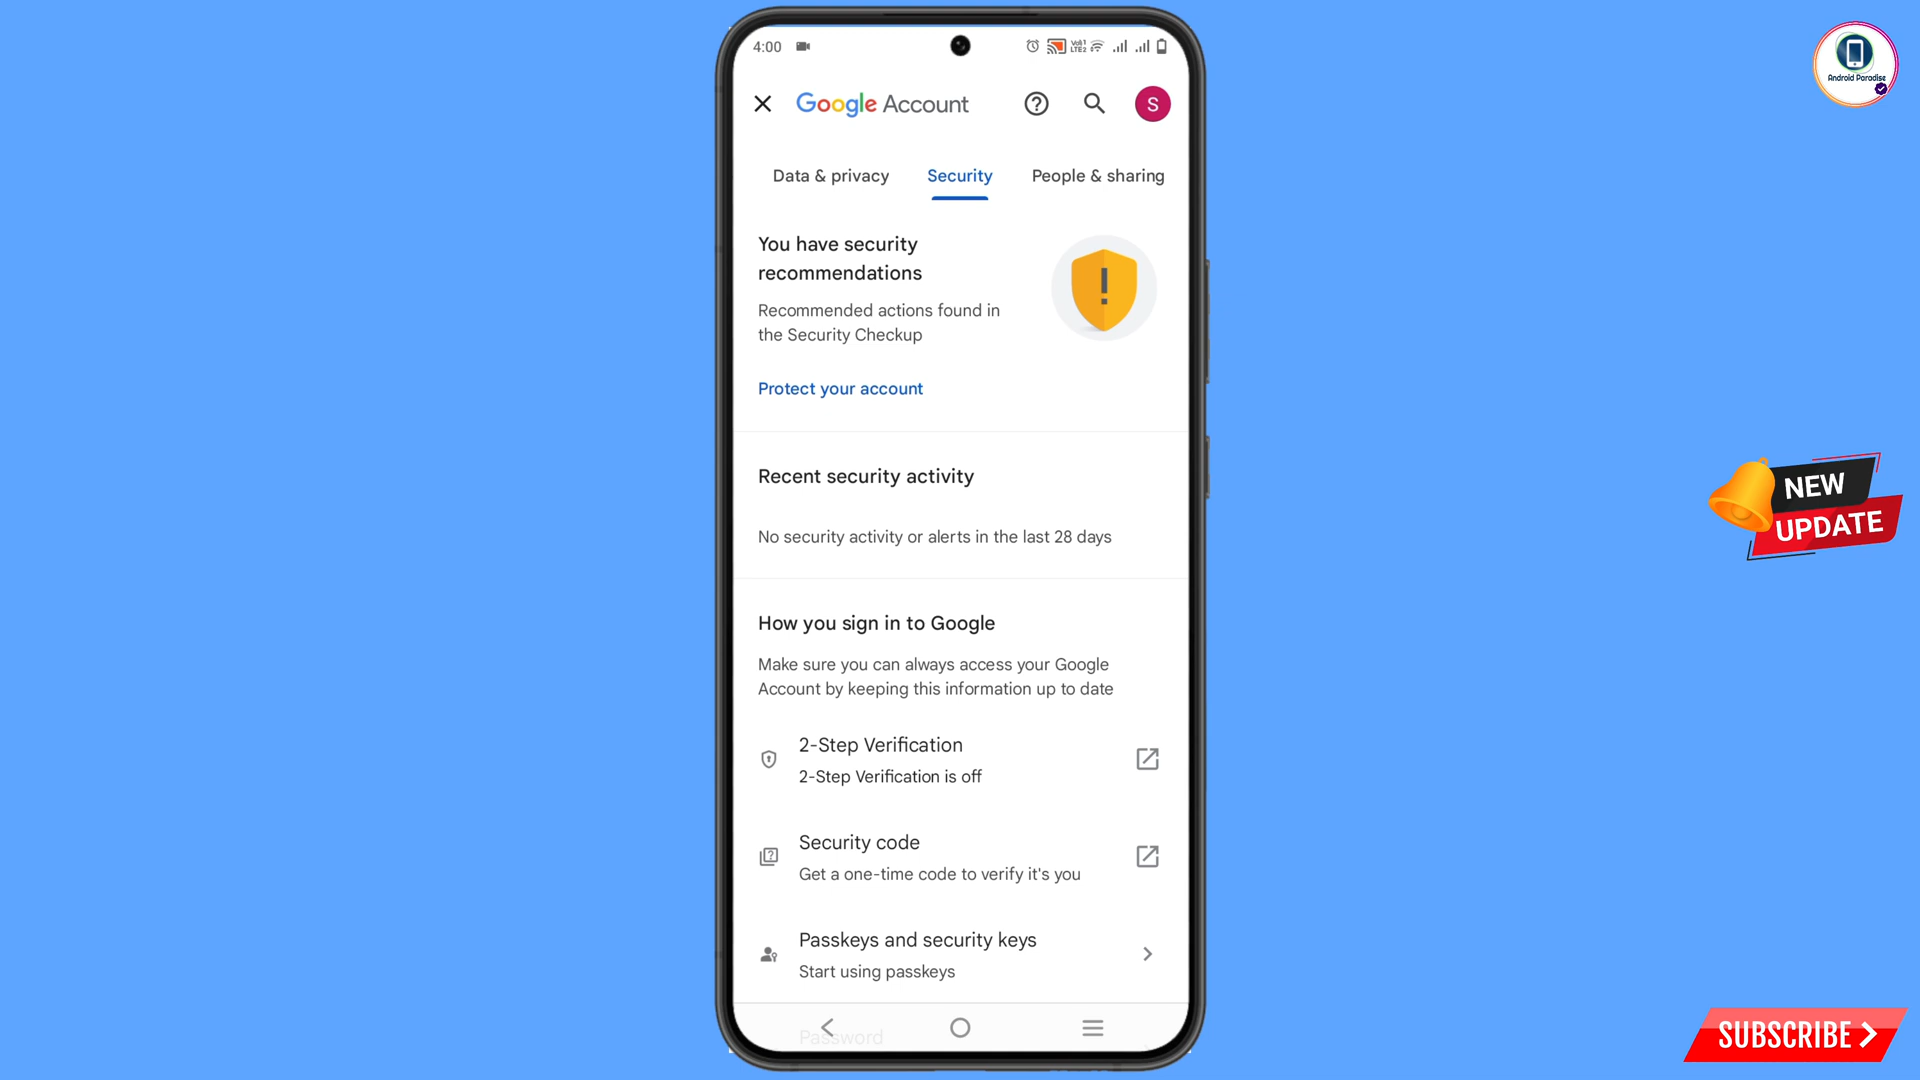 4:00
Android Paradise
Google Account
S
Data & privacy
Security
People & sharing
You have security
recommendations
Recommended actions found in
the Security Checkup
Protect your account
Recent security activity
No security activity or alerts in the last 28 days
NEW
UPDATE
How you sign in to Google
Make sure you can always access your Google
Account by keeping this information up to date
2-Step Verification
2-Step Verification is off
Security code
Get a one-time code to verify it's you
Passkeys and security keys
Start using passkeys
Password
SUBSCRIBE